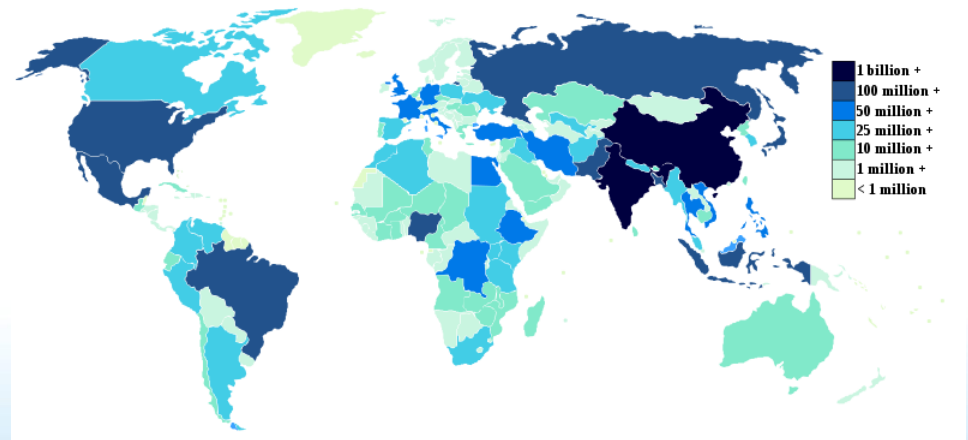 1 billion +
100 million +
50 million +
25 million +
10 million +
1 million +
< 1 million